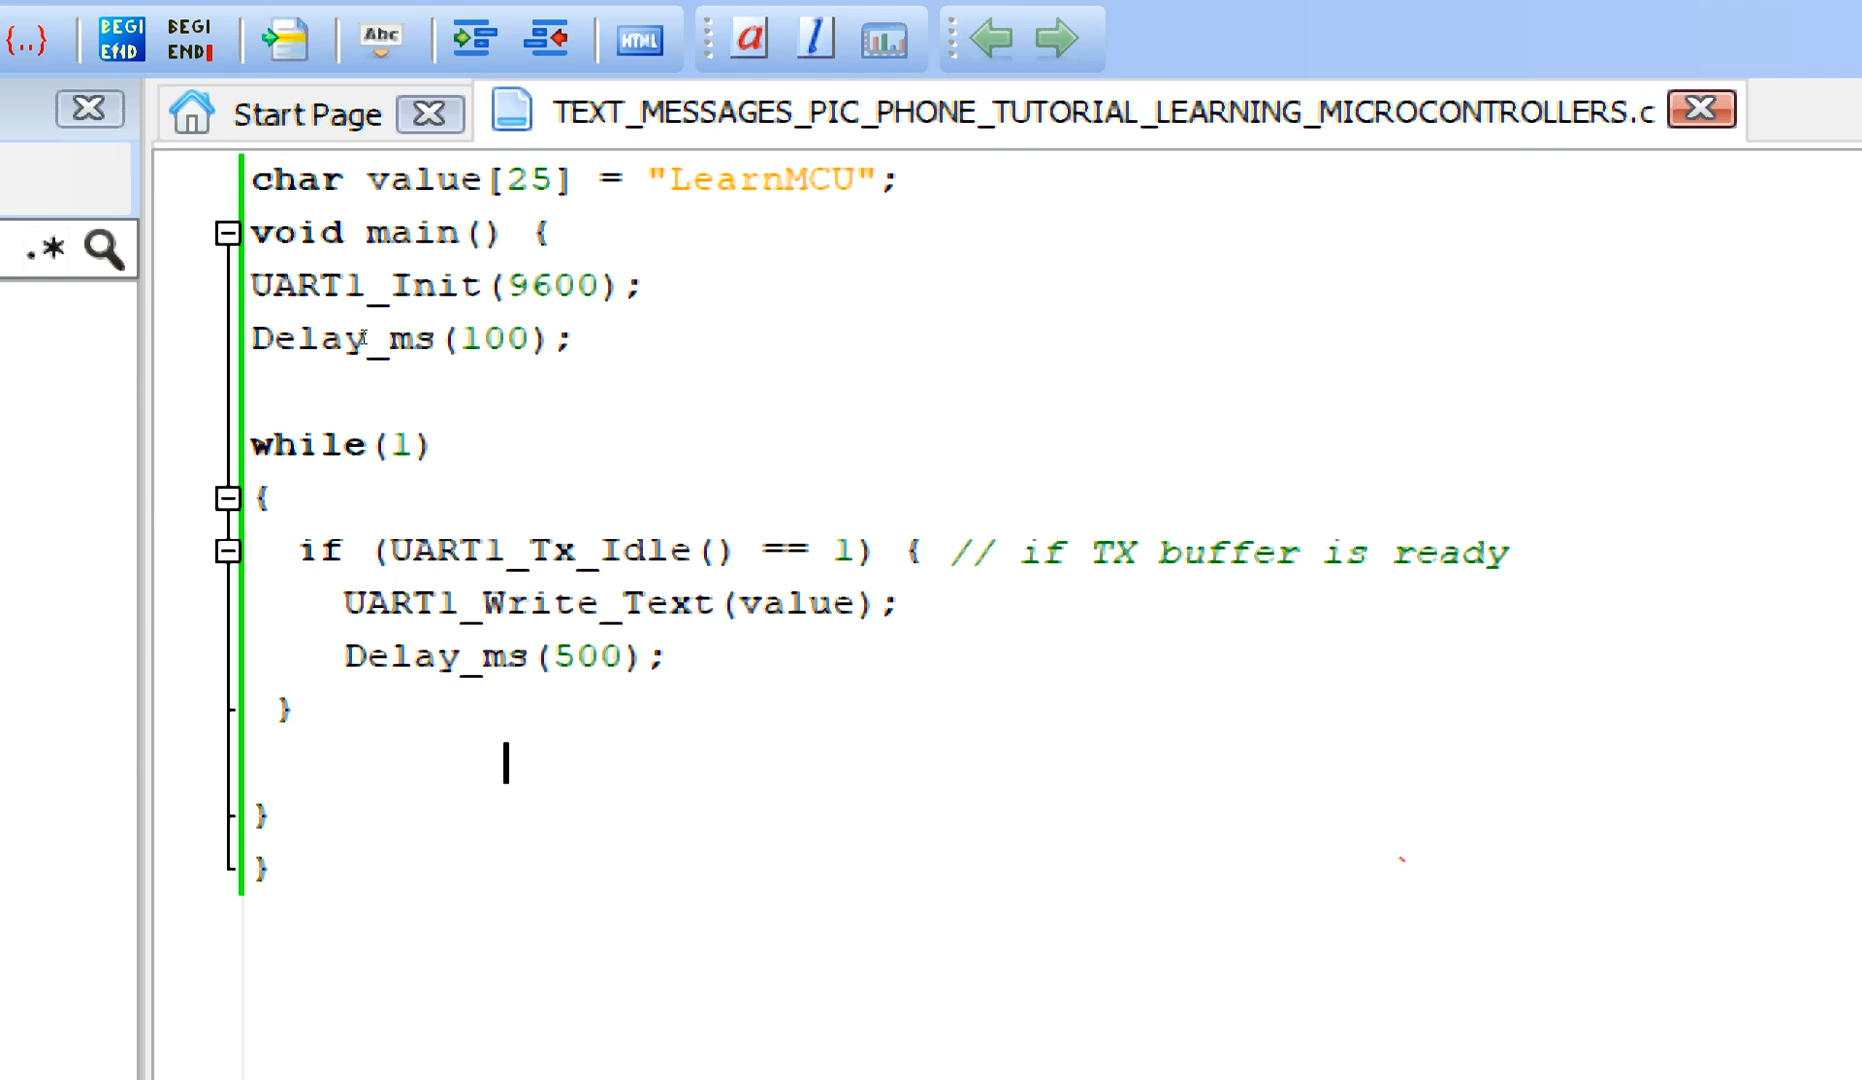 {..}
BEGI
END
BEGI
END
Abc
HTML
a
l
Start Page
TEXT_MESSAGES_PIC_PHONE_TUTORIAL_LEARNING_MICROCONTROLLERS.c
.*
char value[25] = "LearnMCU";
void main() {
UART1_Init(9600);
Delay_ms(100);
while(1)
{
if (UART1_Tx_Idle() == 1) { // if TX buffer is ready
UART1_Write_Text(value);
Delay_ms(500);
}
}
}